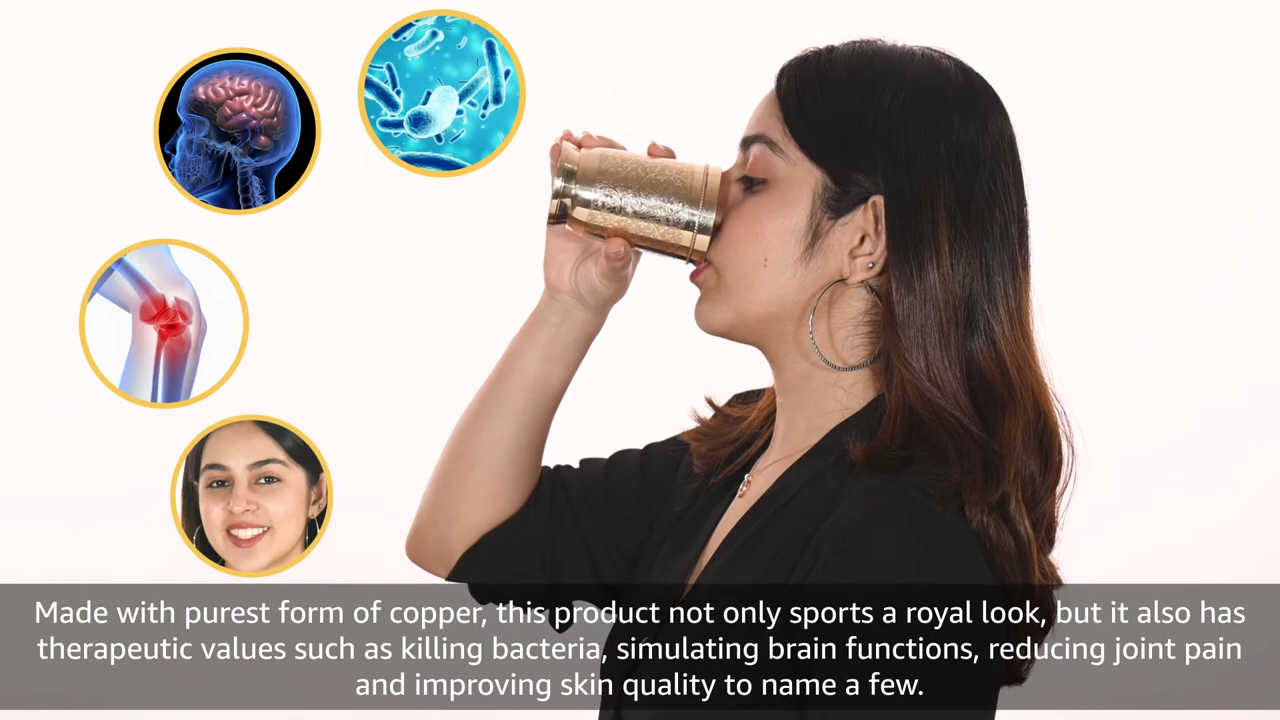 Made with purest form of copper, this product not only sports a royal look, but it also has
therapeutic values such as killing bacteria, simulating brain functions, reducing joint pain
and improving skin quality to name a few.